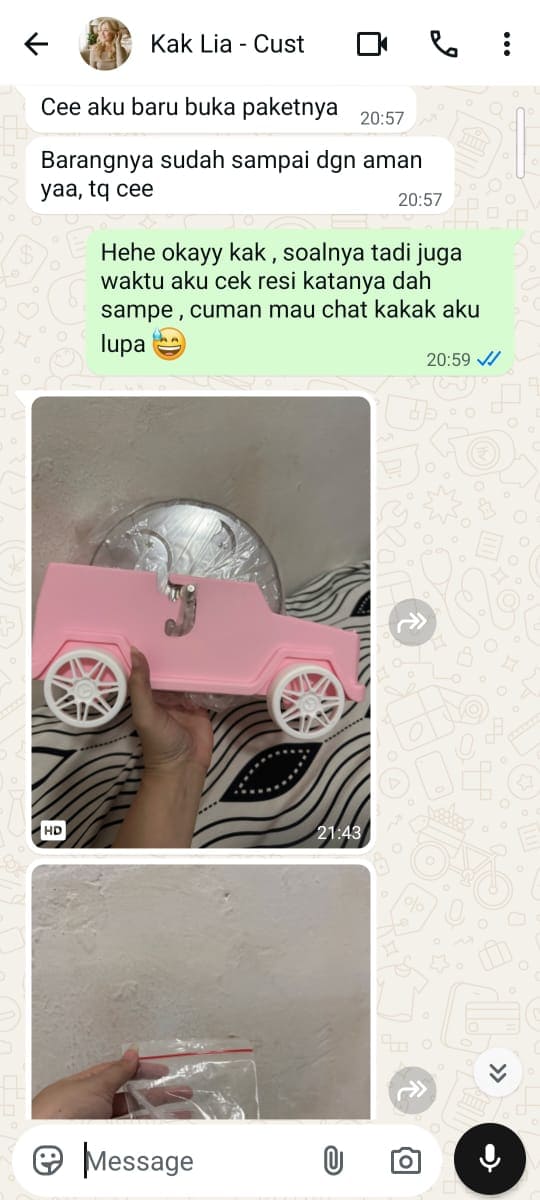 Kak Lia - Cust
Cee aku baru buka paketnya
20:57
Barangnya sudah sampai dgn aman
yaa, tq cee
20:57
Hehe okayy kak , soalnya tadi juga
waktu aku cek resi katanya dah
sampe , cuman mau chat kakak aku
lupa 😅
20:59
HD
21:43
Message